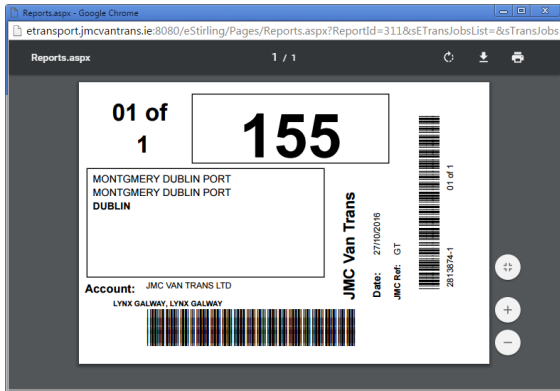 Reports.aspx - Google Chrome
etransport.jmcvantrans.ie:8080/eStirling/Pages/Reports.aspx?ReportId=311&sETransJobsList=&sTransJobs
Reports.aspx
1 / 1
01 of
1
155
MONTGMERY DUBLIN PORT
MONTGMERY DUBLIN PORT
DUBLIN
Account: JMC VAN TRANS LTD
LYNX GALWAY, LYNX GALWAY
JMC Van Trans
Date: 27/10/2016
JMC Ref: GT
2813874-1
01 of 1